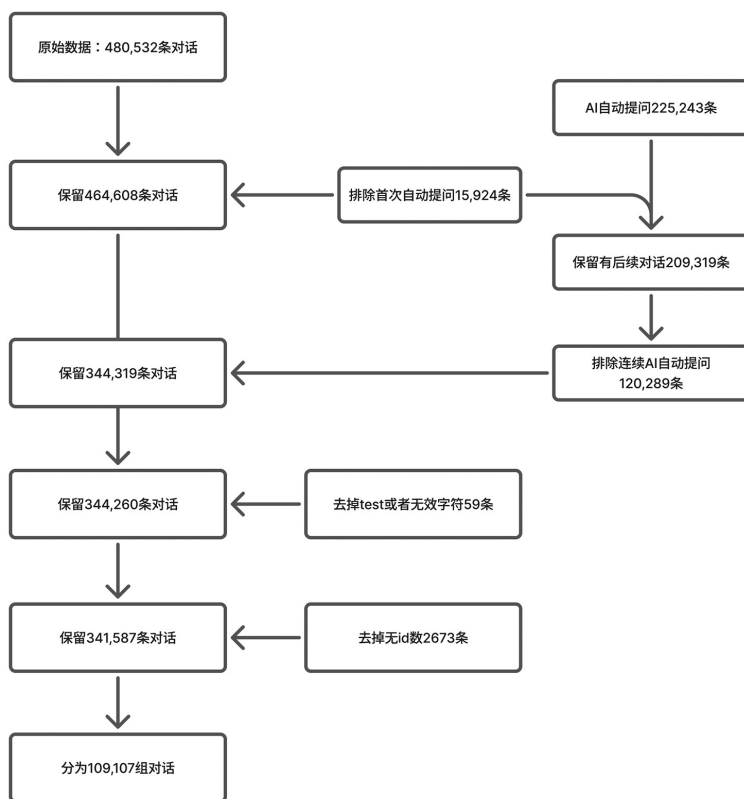 原始数据：480,532条对话
AI自动提问225,243条
保留464,608条对话
排除首次自动提问15,924条
保留有后续对话209,319条
保留344,319条对话
排除连续AI自动提问
120,289条
保留344,260条对话
去掉test或者无效字符59条
保留341,587条对话
去掉无id数2673条
分为109,107组对话